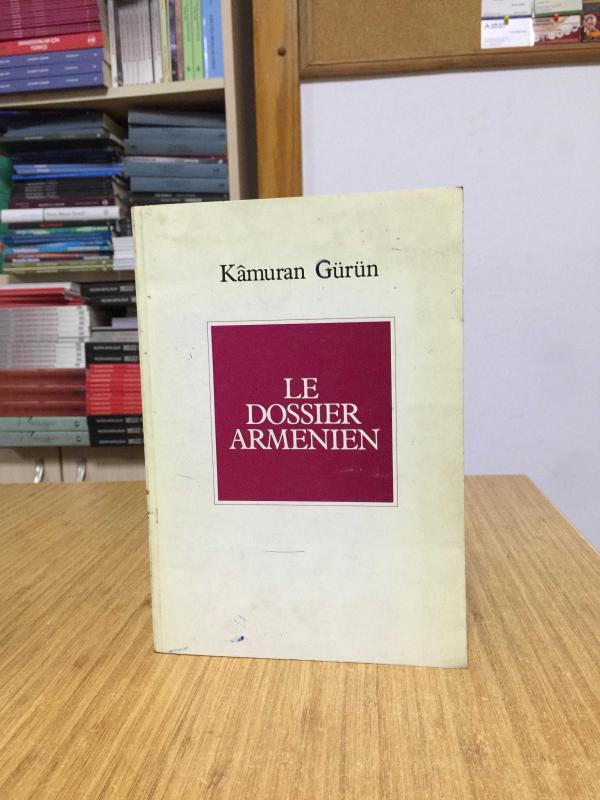 Kâmuran Gürün
LE
DOSSIER
ARMENIEN